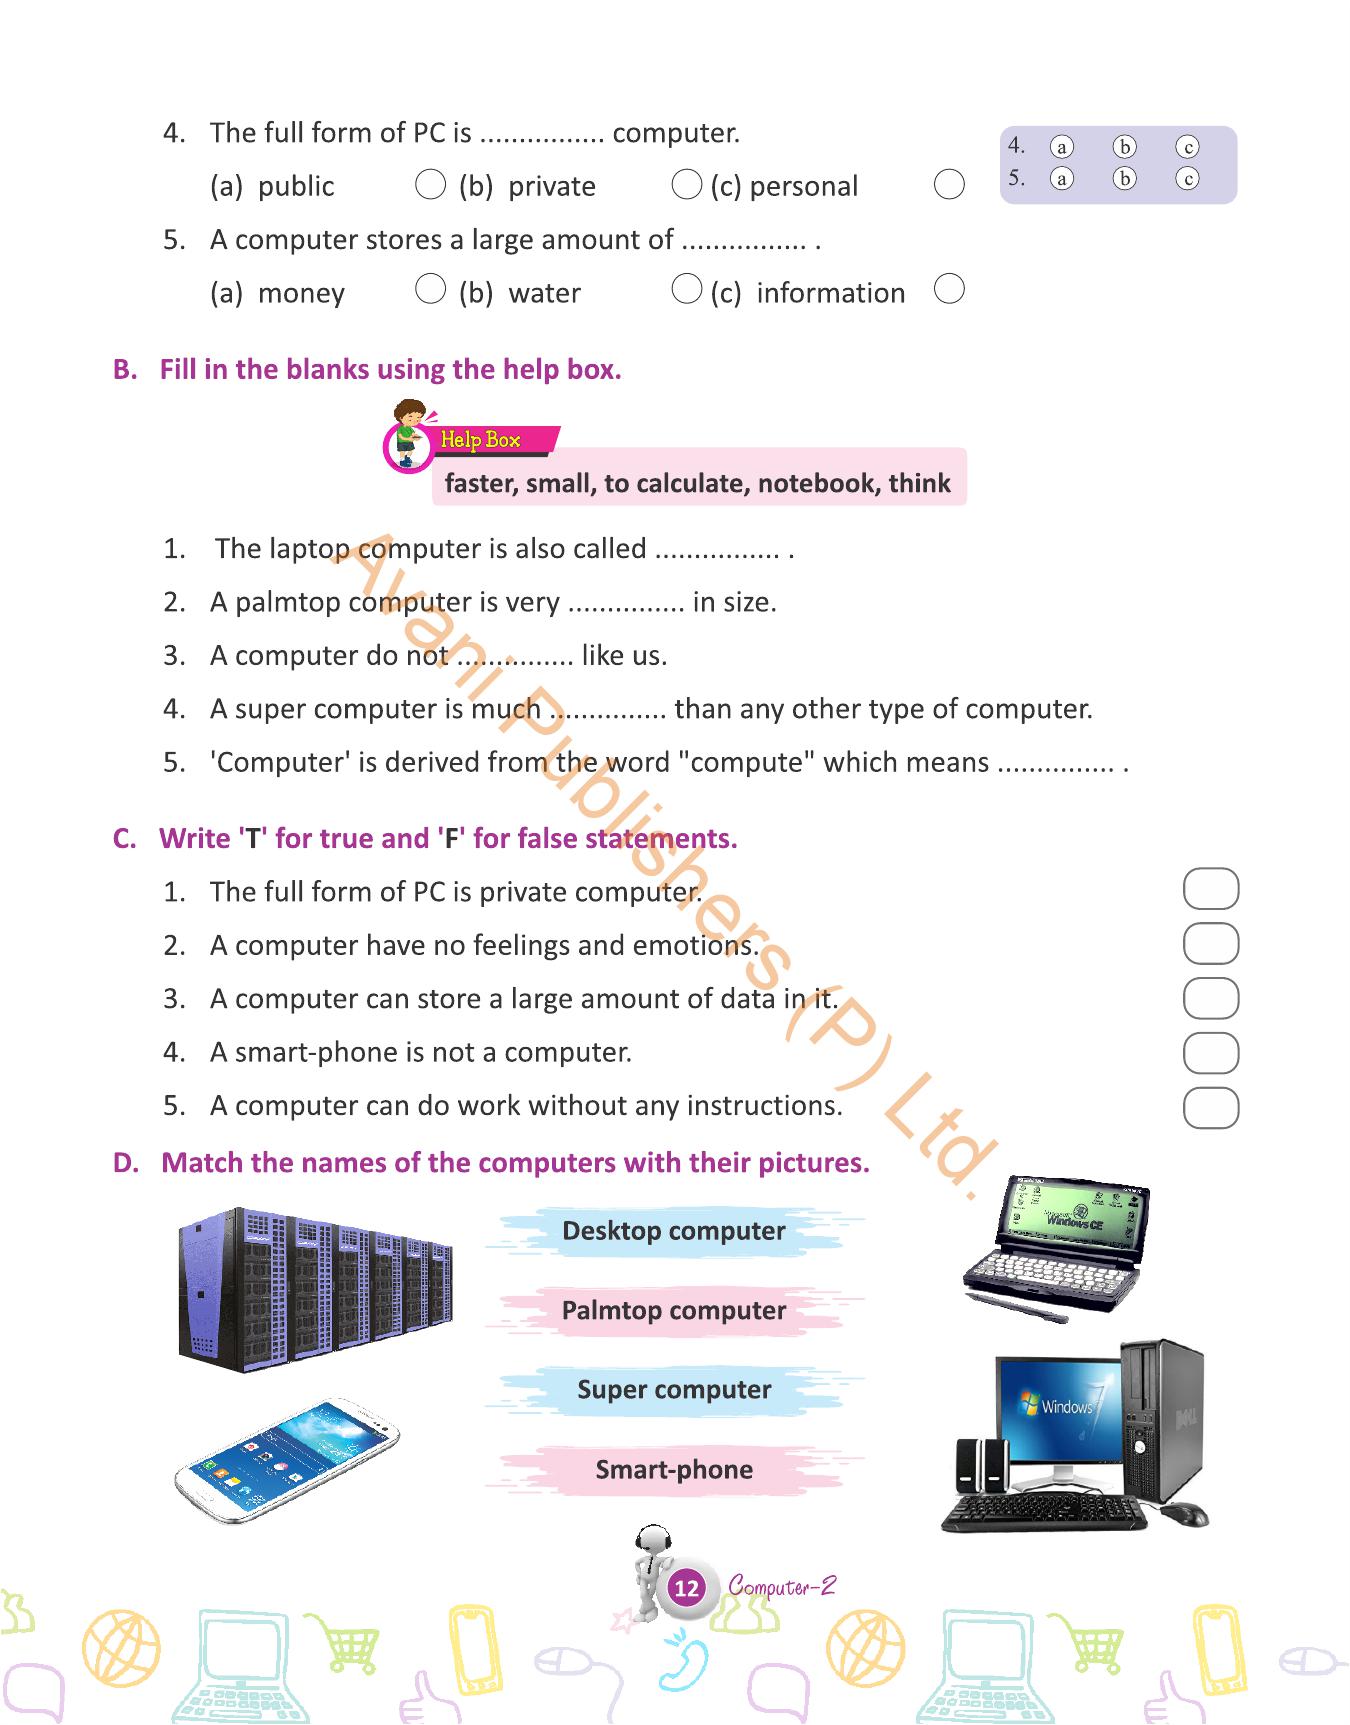 4. The full form of PC is ................ computer.
(a) public (b) private (c) personal
4. a b c
5. a b c
5. A computer stores a large amount of ................ .
(a) money (b) water (c) information
B. Fill in the blanks using the help box.
Help Box
faster, small, to calculate, notebook, think
1. The laptop computer is also called ................ .
2. A palmtop computer is very ............... in size.
3. A computer do not ............... like us.
4. A super computer is much ............... than any other type of computer.
5. 'Computer' is derived from the word "compute" which means ............... .
C. Write 'T' for true and 'F' for false statements.
1. The full form of PC is private computer.
2. A computer have no feelings and emotions.
3. A computer can store a large amount of data in it.
4. A smart-phone is not a computer.
5. A computer can do work without any instructions.
D. Match the names of the computers with their pictures.
Desktop computer
Palmtop computer
Super computer
Smart-phone
Windows CE
Windows 7
DELL
12 Computer-2
Avani Publishers (P) Ltd.